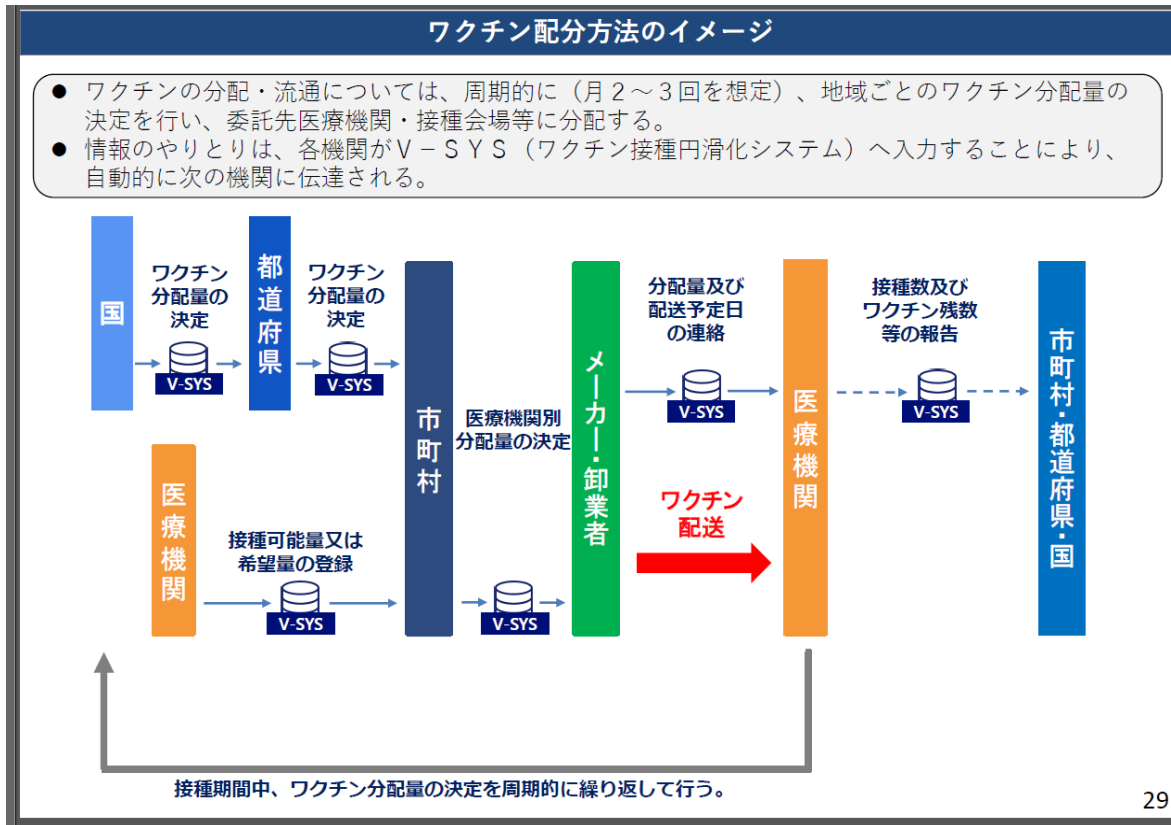 ワクチン配分方法のイメージ
● ワクチンの分配・流通については、周期的に（月２～３回を想定）、地域ごとのワクチン分配量の
決定を行い、委託先医療機関・接種会場等に分配する。
● 情報のやりとりは、各機関がＶ－ＳＹＳ（ワクチン接種円滑化システム）へ入力することにより、
自動的に次の機関に伝達される。
国
ワクチン
分配量の
決定
V-SYS
都道府県
ワクチン
分配量の
決定
V-SYS
医療機関
接種可能量又は
希望量の登録
V-SYS
市町村
医療機関別
分配量の決定
V-SYS
メーカー・卸業者
分配量及び
配送予定日
の連絡
V-SYS
ワクチン
配送
医療機関
接種数及び
ワクチン残数
等の報告
V-SYS
市町村・都道府県・国
接種期間中、ワクチン分配量の決定を周期的に繰り返して行う。
29